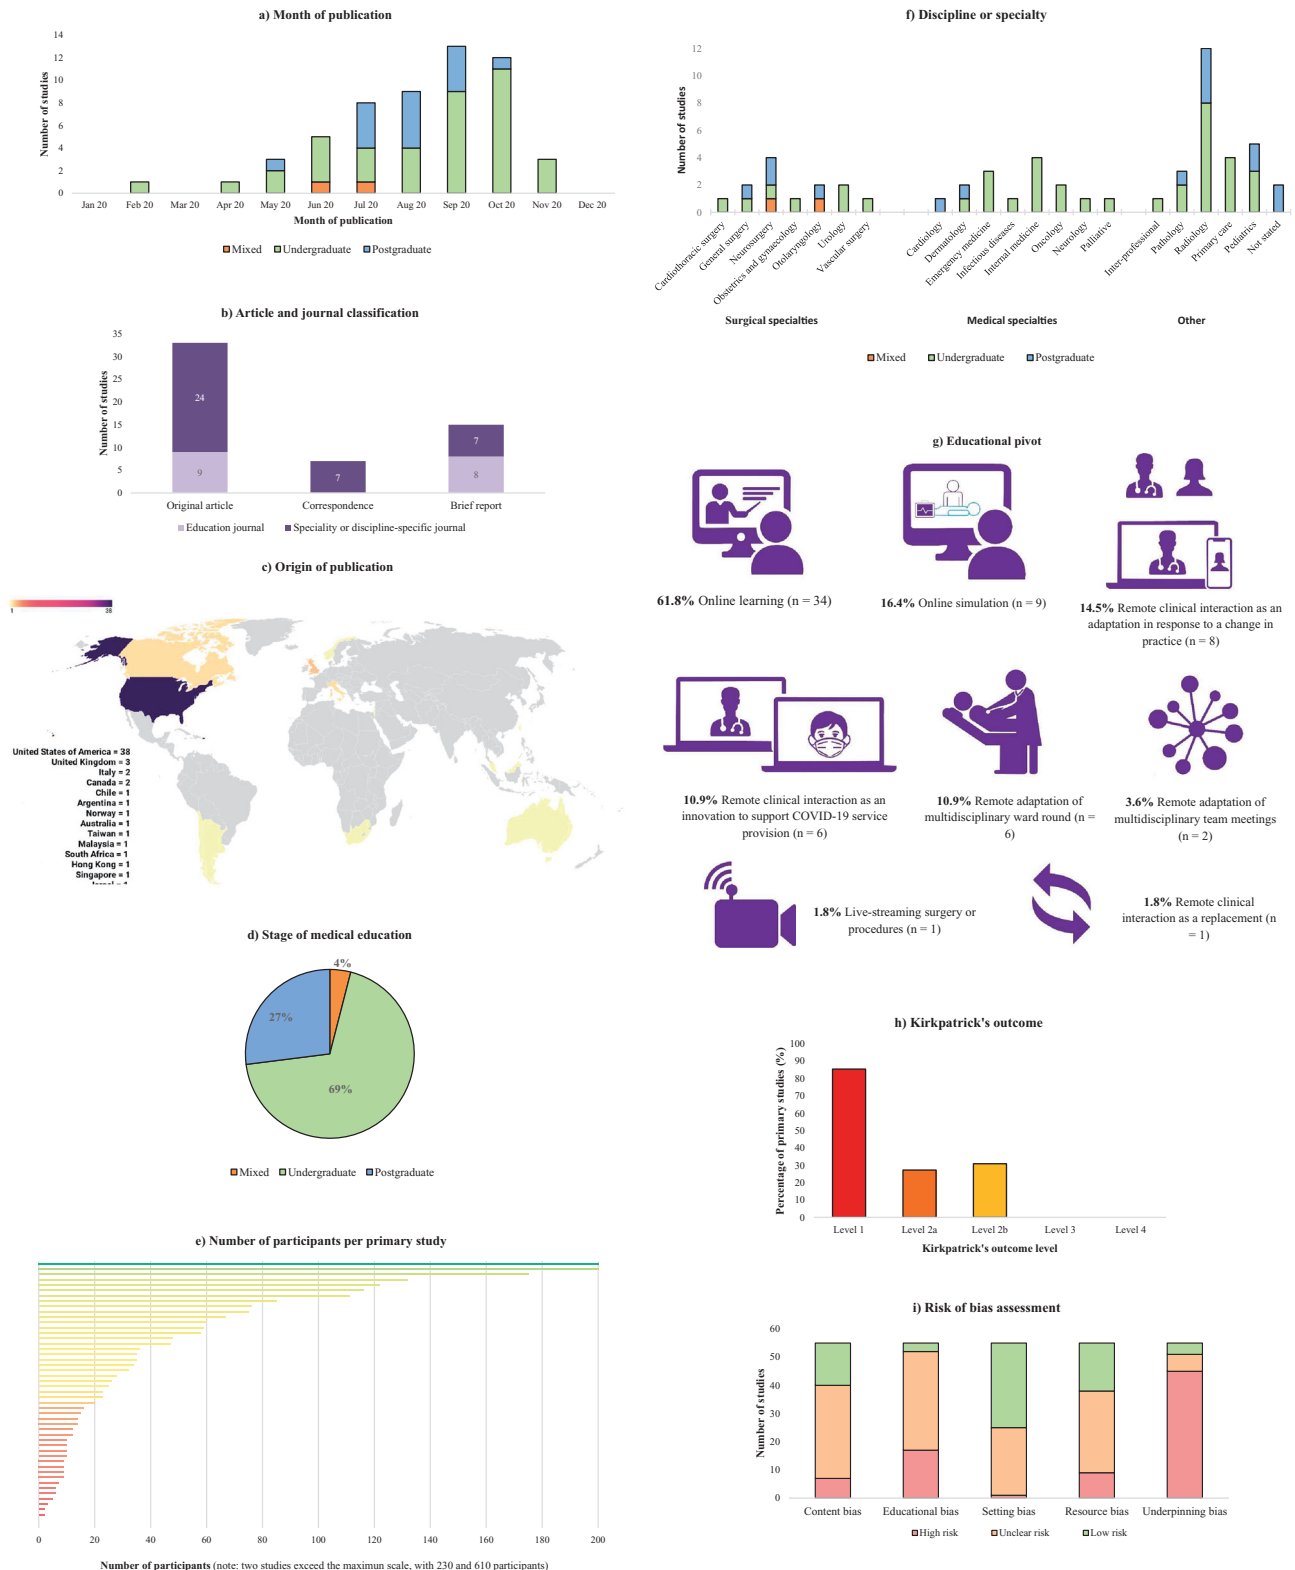 a) Month of publication
Number of studies
14
12
10
8
6
4
2
0
Jan 20 Feb 20 Mar 20 Apr 20 May 20 Jun 20 Jul 20 Aug 20 Sep 20 Oct 20 Nov 20 Dec 20
Month of publication
Mixed Undergraduate Postgraduate
b) Article and journal classification
Number of studies
35
30
25
20
15
10
5
0
24
9
7
7
8
Original article Correspondence Brief report
Education journal Speciality or discipline-specific journal
c) Origin of publication
1 38
United States of America = 38
United Kingdom = 3
Italy = 2
Canada = 2
Chile = 1
Argentina = 1
Norway = 1
Australia = 1
Taiwan = 1
Malaysia = 1
South Africa = 1
Hong Kong = 1
Singapore = 1
Israel = 1
d) Stage of medical education
4%
27%
69%
Mixed Undergraduate Postgraduate
e) Number of participants per primary study
0 20 40 60 80 100 120 140 160 180 200
Number of participants (note: two studies exceed the maximun scale, with 230 and 610 participants)
f) Discipline or specialty
Number of studies
12
10
8
6
4
2
0
Cardiothoracic surgery
General surgery
Neurosurgery
Obstetrics and gynaecology
Otolaryngology
Urology
Vascular surgery
Cardiology
Dermatology
Emergency medicine
Infectious diseases
Internal medicine
Oncology
Neurology
Palliative
Inter-professional
Pathology
Radiology
Primary care
Pediatrics
Not stated
Surgical specialties Medical specialties Other
Mixed Undergraduate Postgraduate
g) Educational pivot
61.8% Online learning (n = 34)
16.4% Online simulation (n = 9)
14.5% Remote clinical interaction as an
adaptation in response to a change in
practice (n = 8)
10.9% Remote clinical interaction as an
innovation to support COVID-19 service
provision (n = 6)
10.9% Remote adaptation of
multidisciplinary ward round (n =
6)
3.6% Remote adaptation of
multidisciplinary team meetings
(n = 2)
1.8% Live-streaming surgery or
procedures (n = 1)
1.8% Remote clinical
interaction as a replacement (n
= 1)
h) Kirkpatrick's outcome
Percentage of primary studies (%)
100
90
80
70
60
50
40
30
20
10
0
Level 1 Level 2a Level 2b Level 3 Level 4
Kirkpatrick's outcome level
i) Risk of bias assessment
Number of studies
60
50
40
30
20
10
0
Content bias Educational bias Setting bias Resource bias Underpinning bias
High risk Unclear risk Low risk